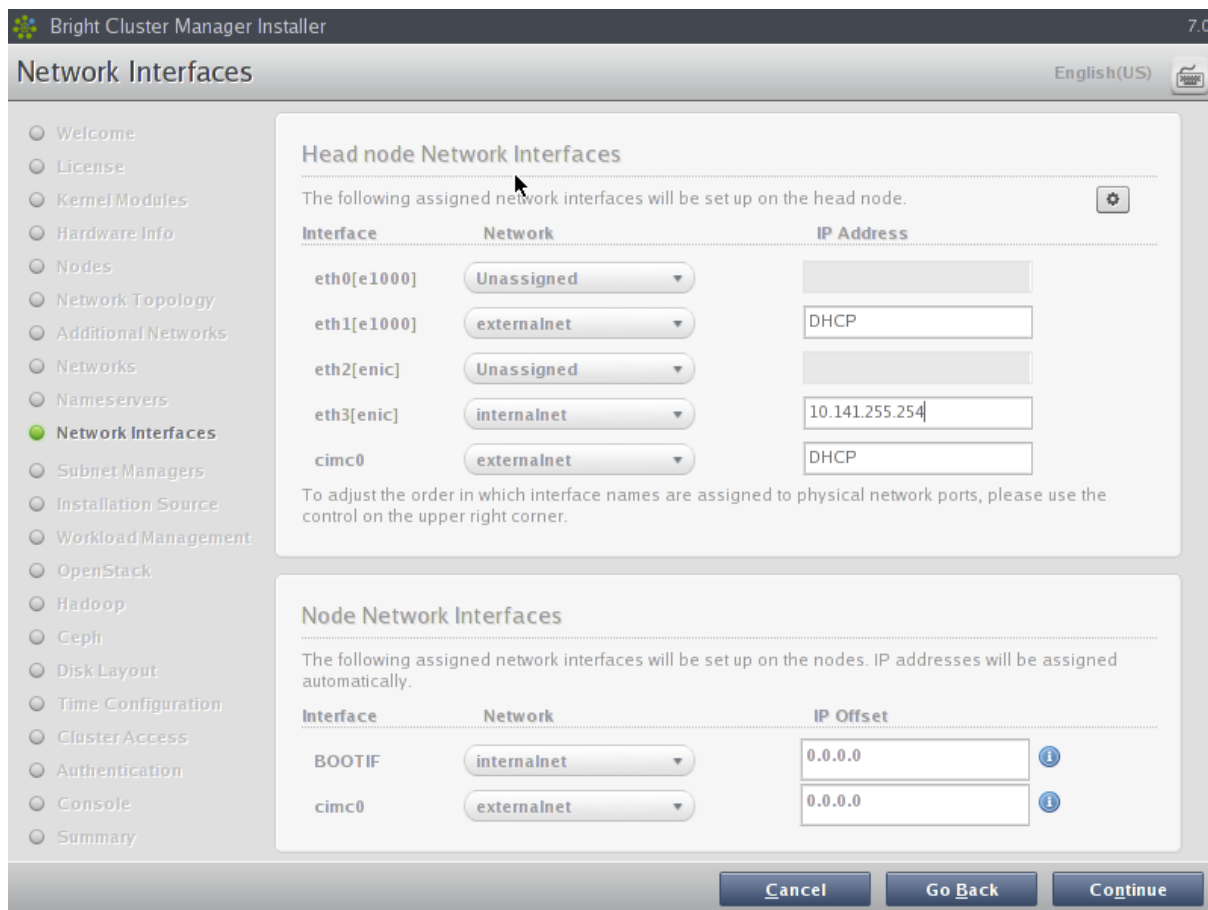 Bright Cluster Manager Installer
7.0
Network Interfaces
English(US)
Welcome
License
Kernel Modules
Hardware Info
Nodes
Network Topology
Additional Networks
Networks
Nameservers
Network Interfaces
Subnet Managers
Installation Source
Workload Management
OpenStack
Hadoop
Ceph
Disk Layout
Time Configuration
Cluster Access
Authentication
Console
Summary
Head node Network Interfaces
The following assigned network interfaces will be set up on the head node.
Interface Network IP Address
eth0[e1000] Unassigned
eth1[e1000] externalnet DHCP
eth2[enic] Unassigned
eth3[enic] internalnet 10.141.255.254
cimc0 externalnet DHCP
To adjust the order in which interface names are assigned to physical network ports, please use the
control on the upper right corner.
Node Network Interfaces
The following assigned network interfaces will be set up on the nodes. IP addresses will be assigned
automatically.
Interface Network IP Offset
BOOTIF internalnet 0.0.0.0
cimc0 externalnet 0.0.0.0
Cancel Go Back Continue